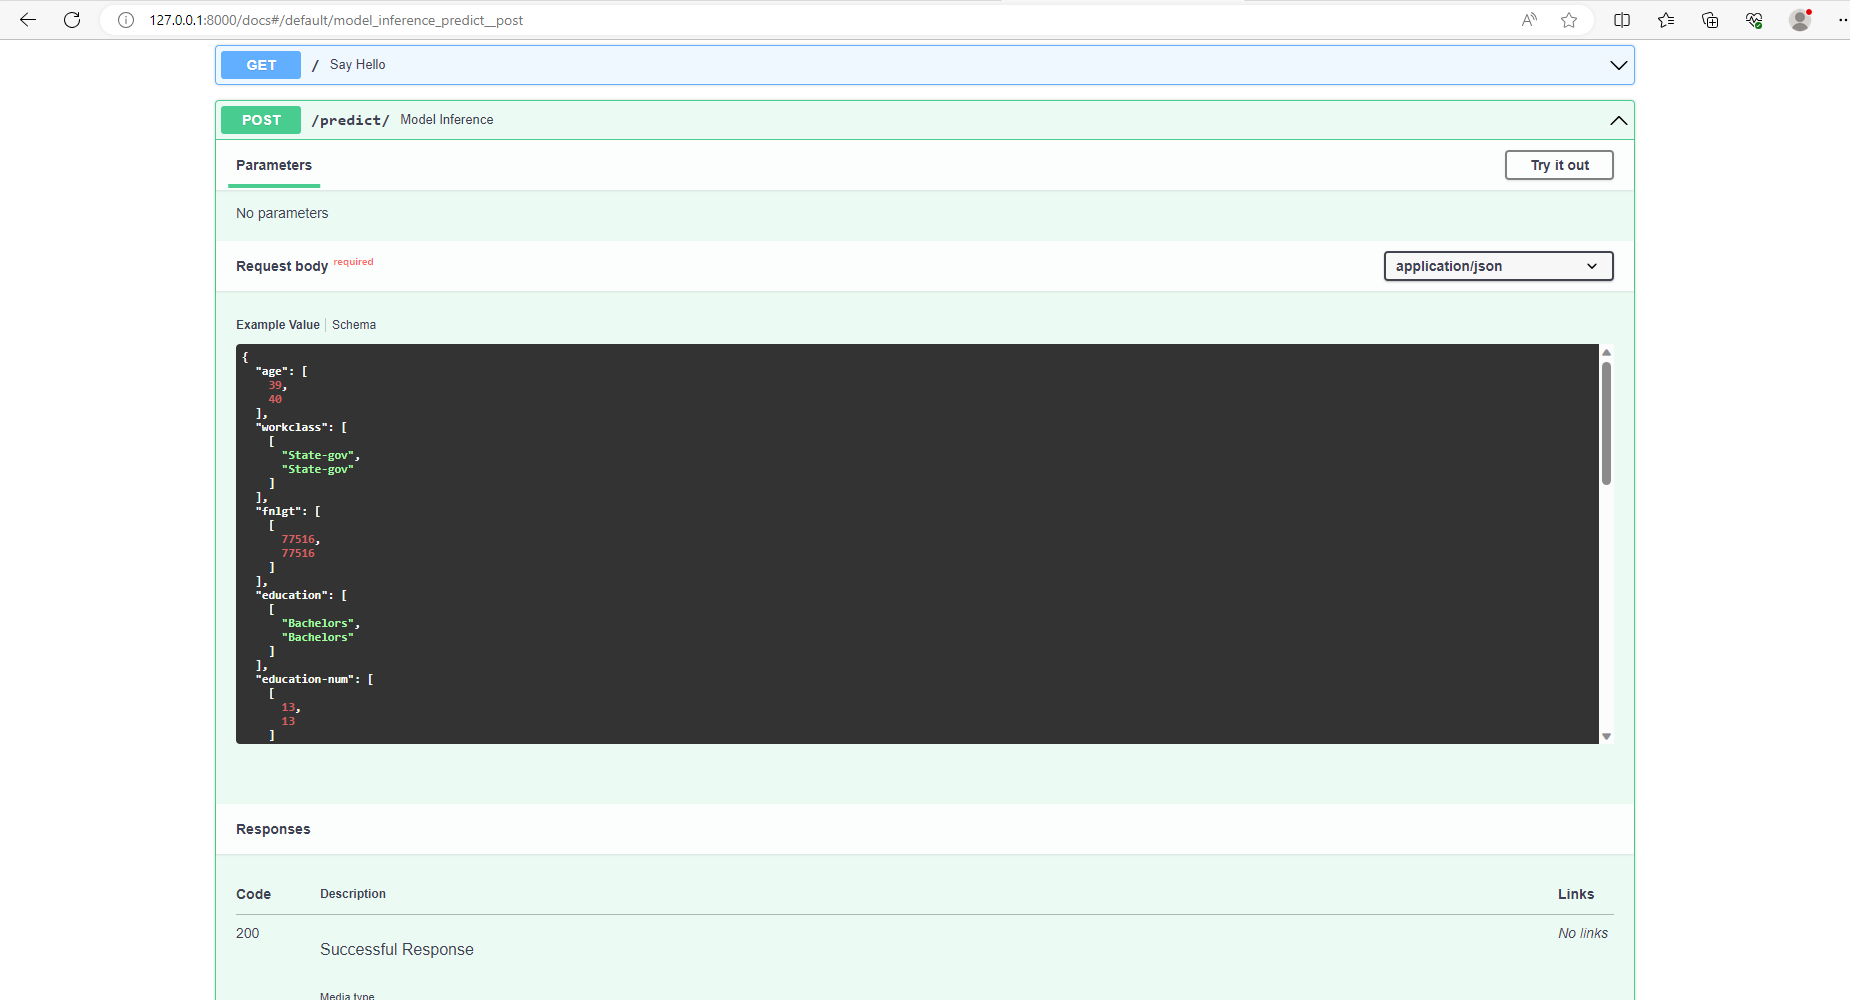 127.0.0.1:8000/docs#/default/model_inference_predict__post
GET / Say Hello
POST /predict/ Model Inference
Parameters
Try it out
No parameters
Request body required
application/json
Example Value Schema
{
"age": [
39,
40
],
"workclass": [
[
"State-gov",
"State-gov"
]
],
"fnlgt": [
[
77516,
77516
]
],
"education": [
[
"Bachelors",
"Bachelors"
]
],
"education-num": [
[
13,
13
]
Responses
Code Description Links
200 No links
Successful Response
Media type